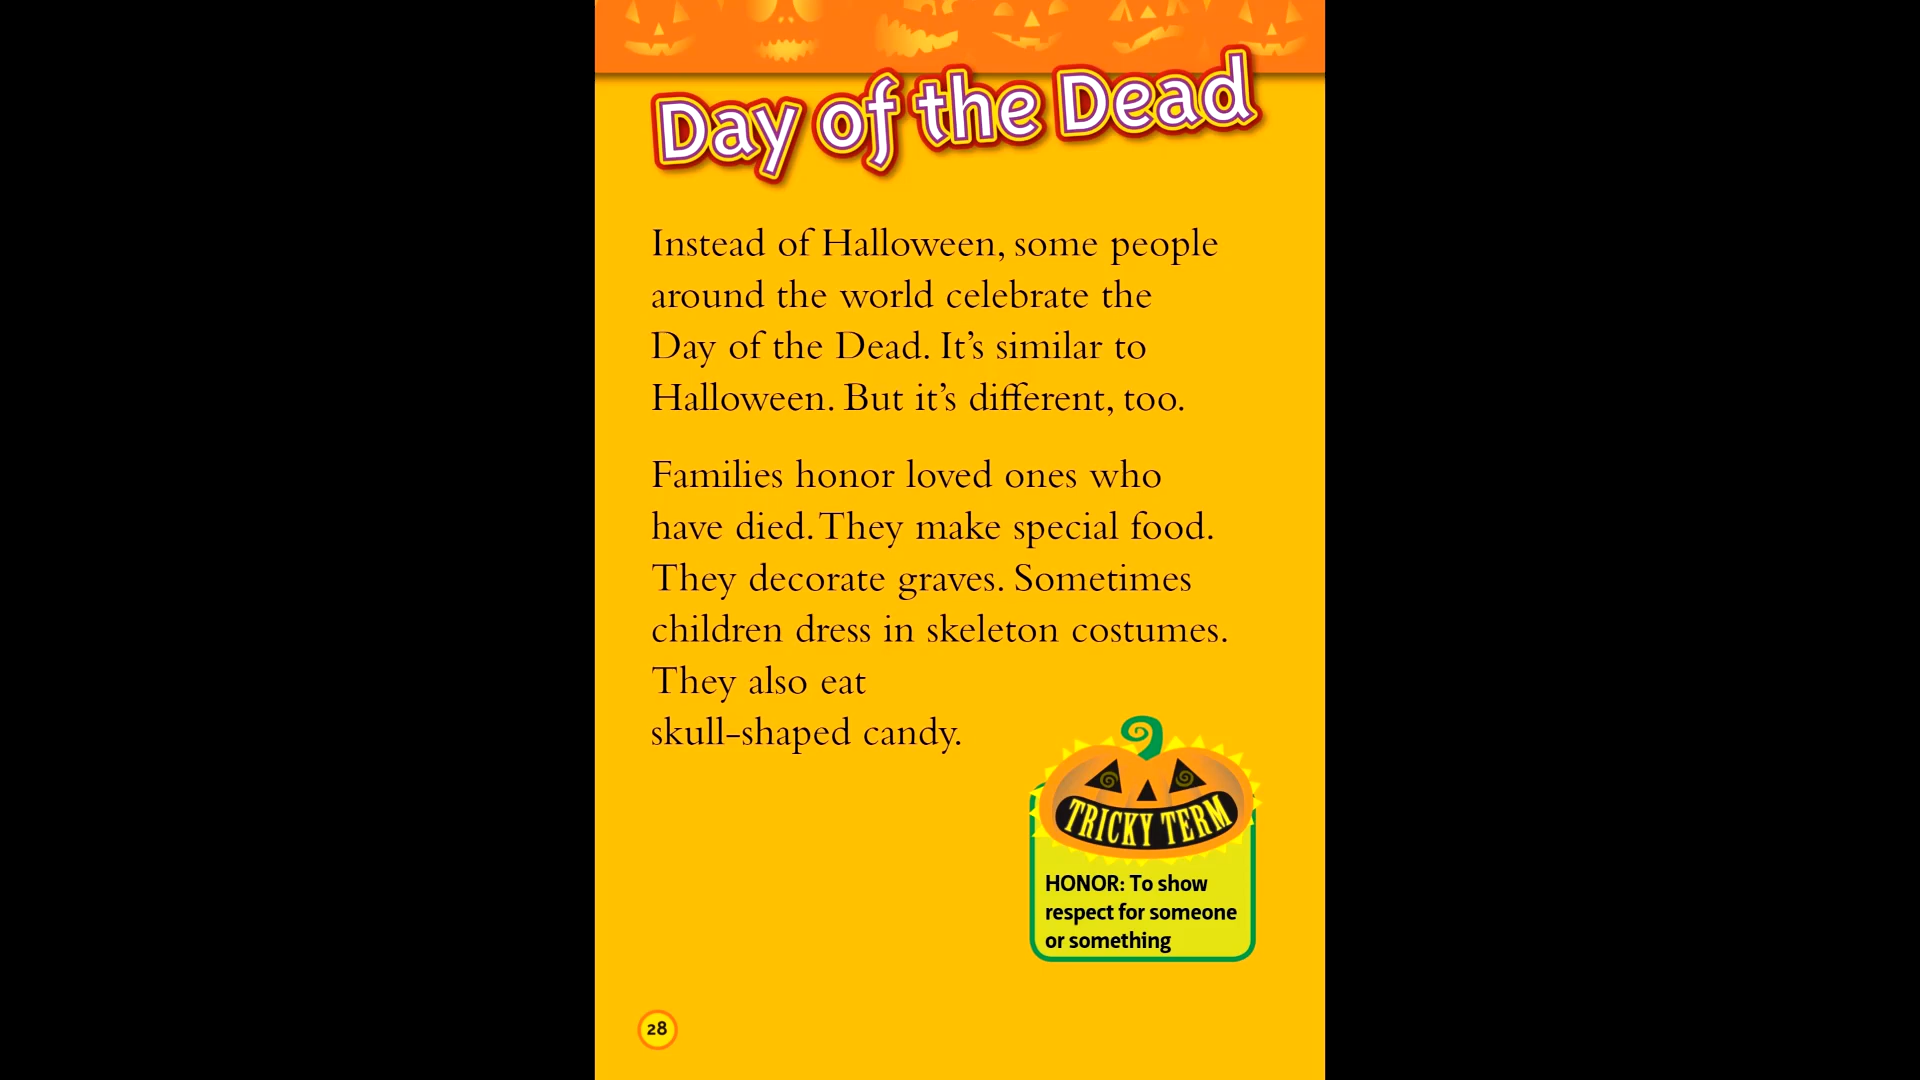 Day of the Dead
Instead of Halloween, some people
around the world celebrate the
Day of the Dead. It’s similar to
Halloween. But it’s different, too.
Families honor loved ones who
have died. They make special food.
They decorate graves. Sometimes
children dress in skeleton costumes.
They also eat
skull-shaped candy.
TRICKY TERM
HONOR: To show
respect for someone
or something
28